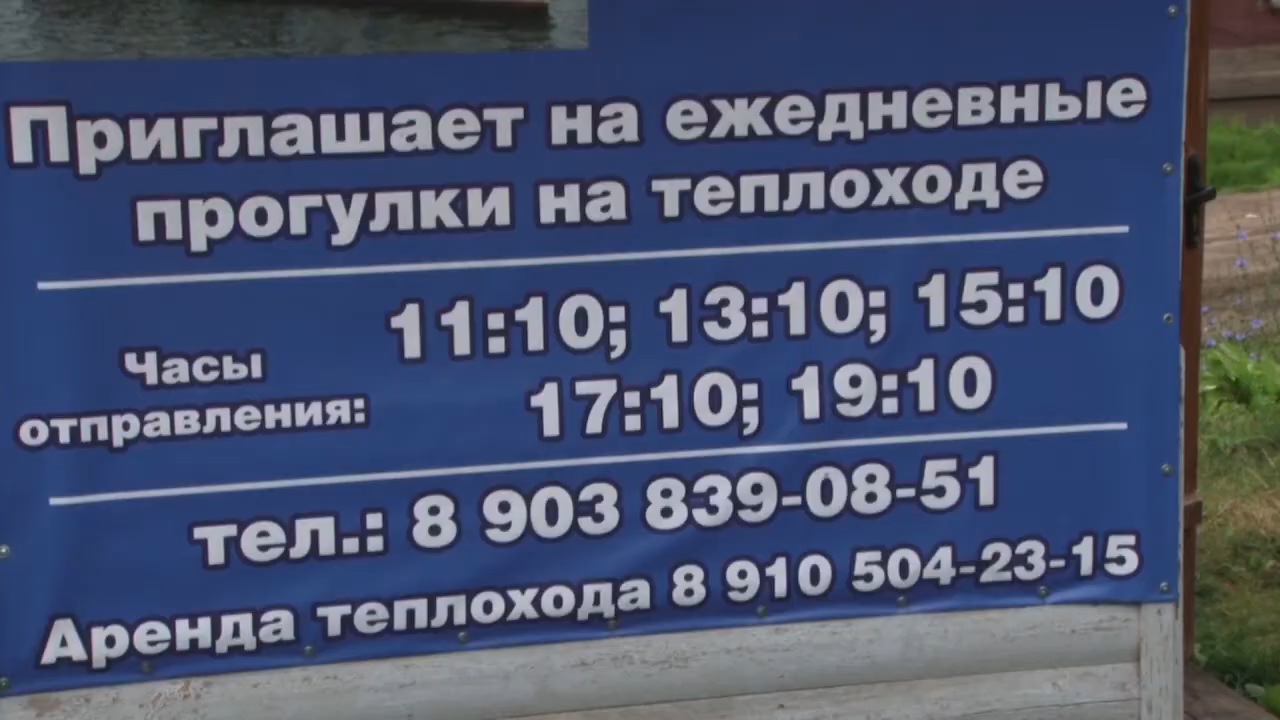 Приглашает на ежедневные
прогулки на теплоходе
Часы
отправления:
11:10; 13:10; 15:10
17:10; 19:10
тел.: 8 903 839-08-51
Аренда теплохода 8 910 504-23-15